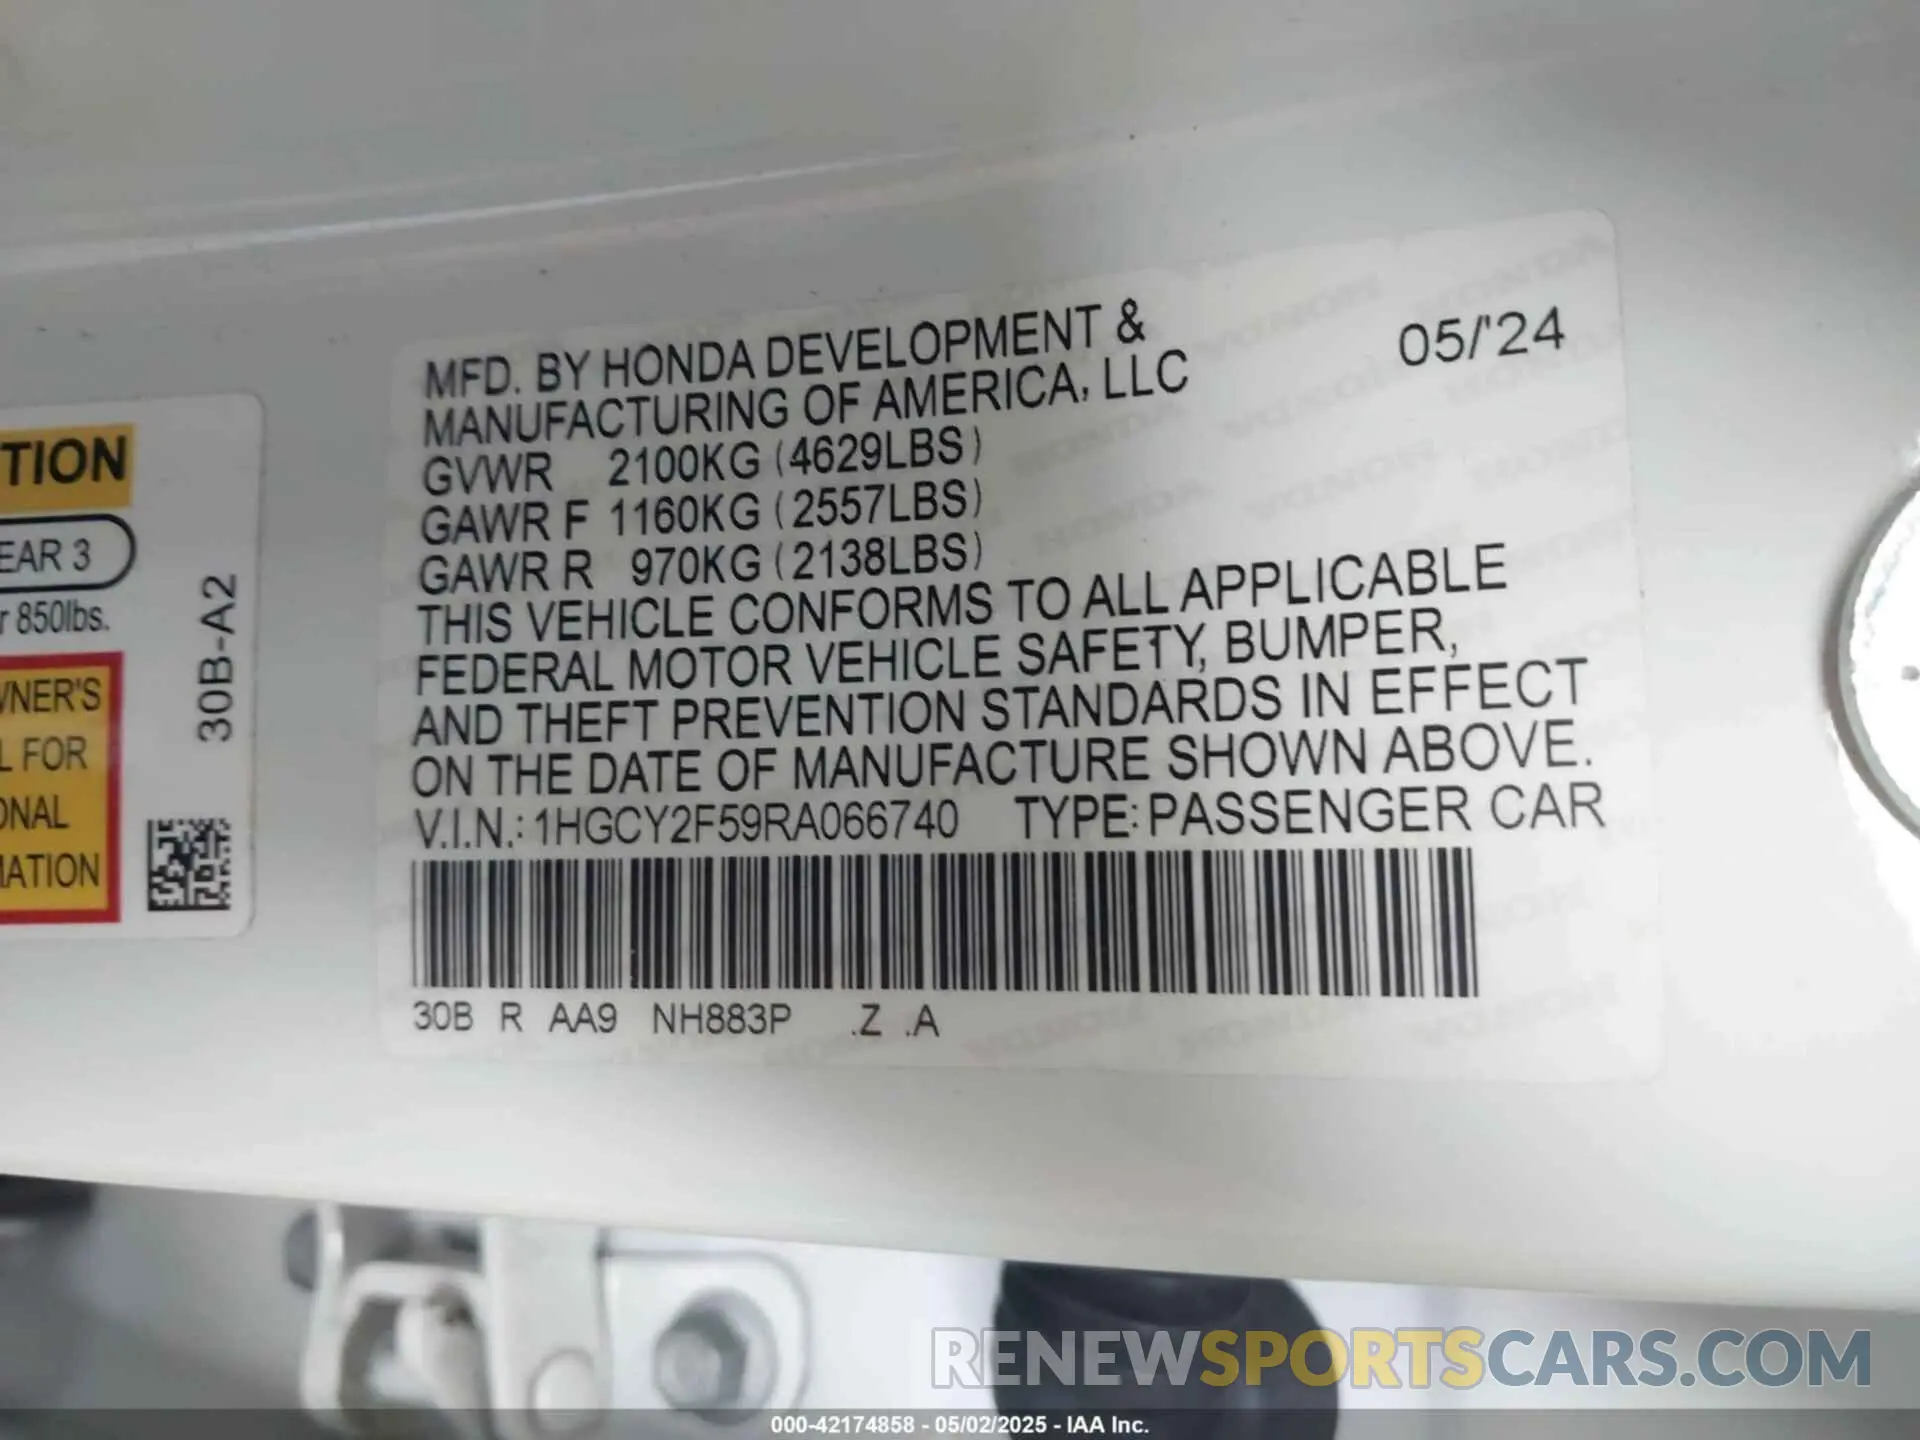 TION
EAR 3
r 850lbs.
WNER'S
L FOR
ONAL
MATION
30B-A2
MFD. BY HONDA DEVELOPMENT &
MANUFACTURING OF AMERICA, LLC
05/'24
GVWR 2100KG (4629LBS)
GAWR F 1160KG (2557LBS)
GAWR R 970KG (2138LBS)
THIS VEHICLE CONFORMS TO ALL APPLICABLE
FEDERAL MOTOR VEHICLE SAFETY, BUMPER,
AND THEFT PREVENTION STANDARDS IN EFFECT
ON THE DATE OF MANUFACTURE SHOWN ABOVE.
V.I.N.: 1HGCY2F59RA066740 TYPE: PASSENGER CAR
30B R AA9 NH883P .Z .A
RENEWSPORTSCARS.COM
000-42174858 - 05/02/2025 - IAA Inc.